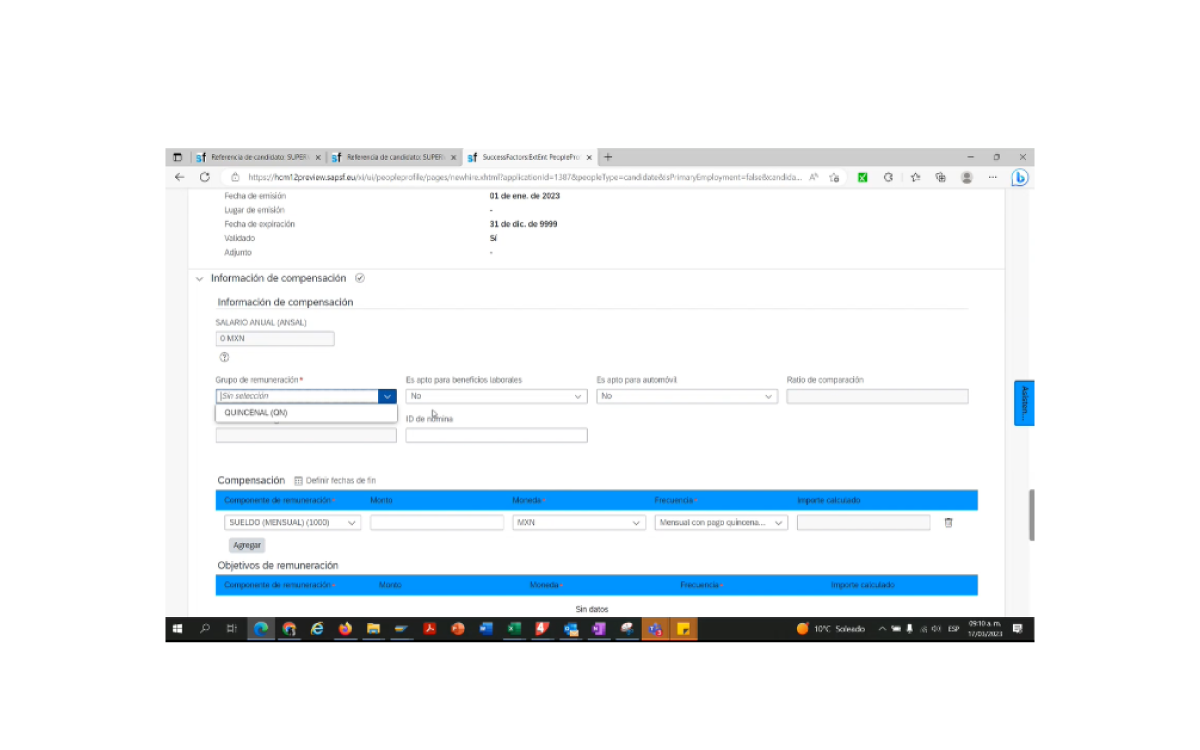 Referencia de candidato: SUPER
Referencia de candidato: SUPER
SuccessFactors:ExtEnt PeoplePro
https://hcm12preview.sapsf.eu/xi/ui/peopleprofile/pages/newhire.xhtml?applicationId=1387&peopleType=candidate&isPrimaryEmployment=false&candida...
Fecha de emisión 01 de ene. de 2023
Lugar de emisión -
Fecha de expiración 31 de dic. de 9999
Validado Sí
Adjunto -
Información de compensación
Información de compensación
SALARIO ANUAL (ANSAL)
0 MXN
Grupo de remuneración* Es apto para beneficios laborales Es apto para automóvil Ratio de comparación
Sin selección No No
QUINCENAL (QN)
ID de nómina
Compensación Definir fechas de fin
Componente de remuneración* Monto Moneda* Frecuencia* Importe calculado
SUELDO (MENSUAL) (1000) MXN Mensual con pago quincena...
Agregar
Objetivos de remuneración
Componente de remuneración* Monto Moneda* Frecuencia* Importe calculado
Sin datos
Asiston...
10°C Soleado ESP 09:10 a. m.
17/03/2023